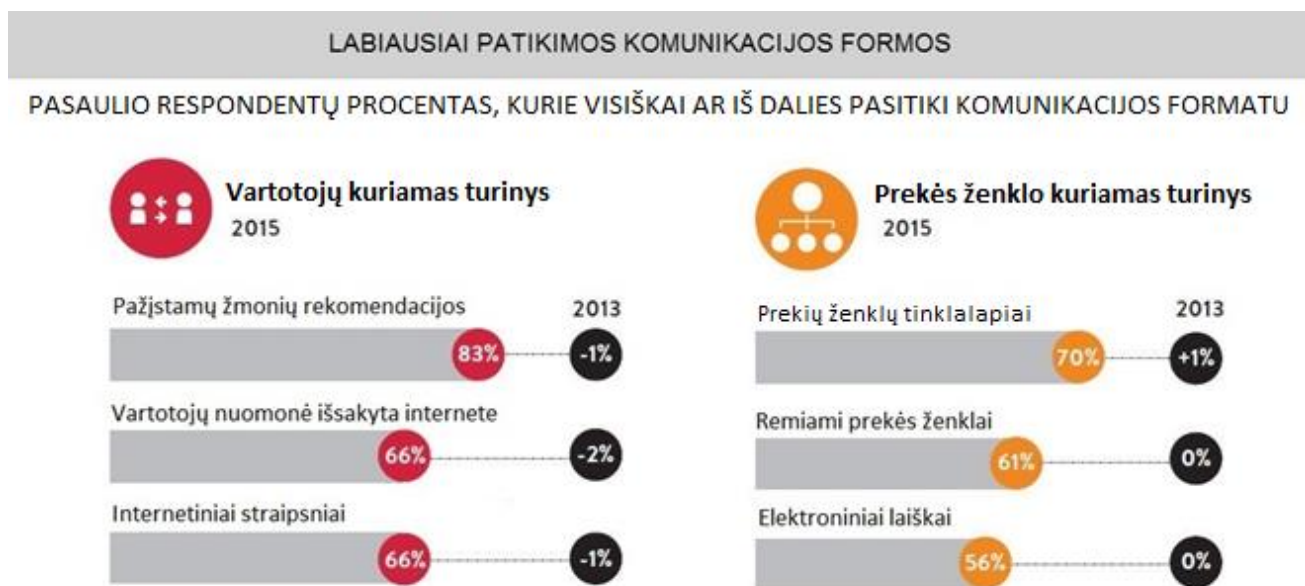 LABIAUSIAI PATIKIMOS KOMUNIKACIJOS FORMOS
PASAULIO RESPONDENTŲ PROCENTAS, KURIE VISIŠKAI AR IŠ DALIES PASITIKI KOMUNIKACIJOS FORMATU
Vartotojų kuriamas turinys
2015
Pažįstamų žmonių rekomendacijos
2013
83%
-1%
Vartotojų nuomonė išsakyta internete
66%
-2%
Internetiniai straipsniai
66%
-1%
Prekės ženklo kuriamas turinys
2015
Prekių ženklų tinklalapiai
2013
70%
+1%
Remiami prekės ženklai
61%
0%
Elektroniniai laiškai
56%
0%